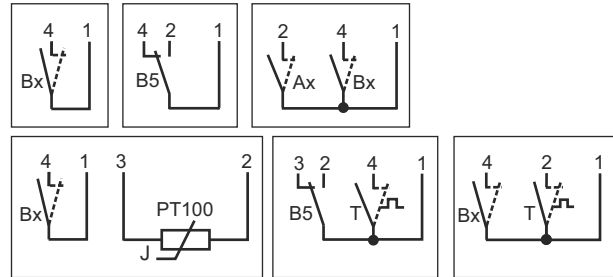 4 1
Bx
4 2 1
B5
2 4 1
Ax Bx
4 1 3 2
Bx PT100
J
3 2 4 1
B5 T
4 2 1
Bx T